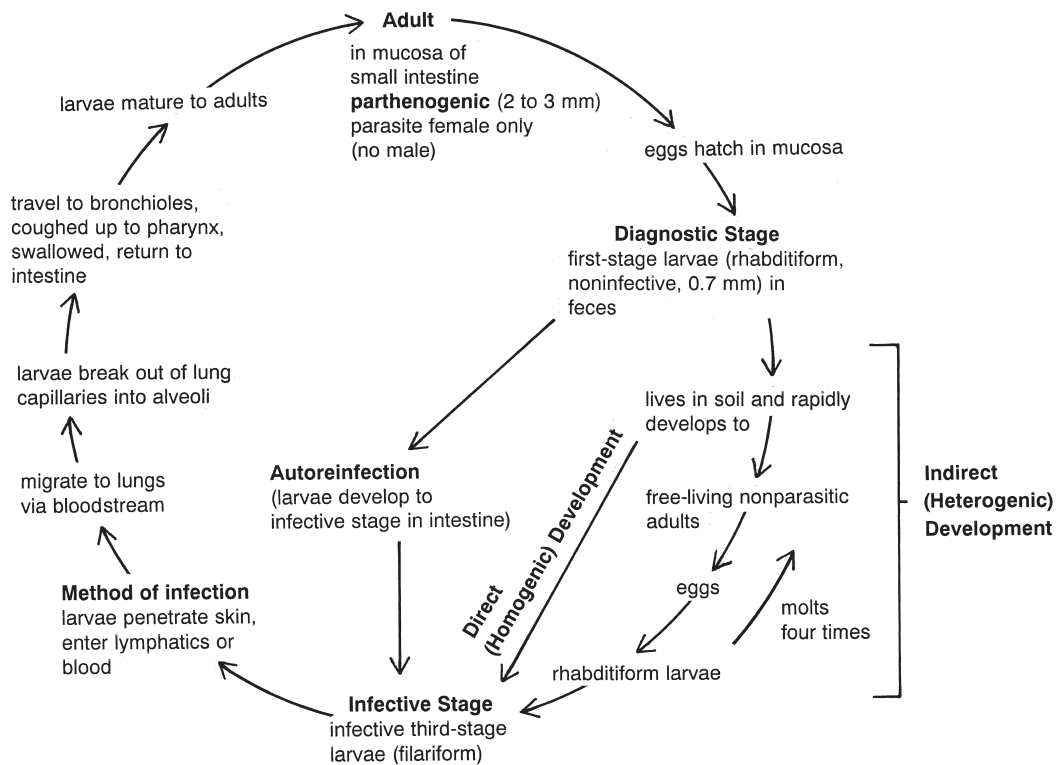 Adult
in mucosa of
small intestine
parthenogenic (2 to 3 mm)
parasite female only
(no male)
eggs hatch in mucosa
Diagnostic Stage
first-stage larvae (rhabditiform,
noninfective, 0.7 mm) in
feces
lives in soil and rapidly
develops to
free-living nonparasitic
adults
eggs
rhabditiform larvae
molts
four times
Indirect
(Heterogenic)
Development
Direct
(Homogenic) Development
Autoreinfection
(larvae develop to
infective stage in intestine)
Infective Stage
infective third-stage
larvae (filariform)
Method of infection
larvae penetrate skin,
enter lymphatics or
blood
migrate to lungs
via bloodstream
larvae break out of lung
capillaries into alveoli
travel to bronchioles,
coughed up to pharynx,
swallowed, return to
intestine
larvae mature to adults